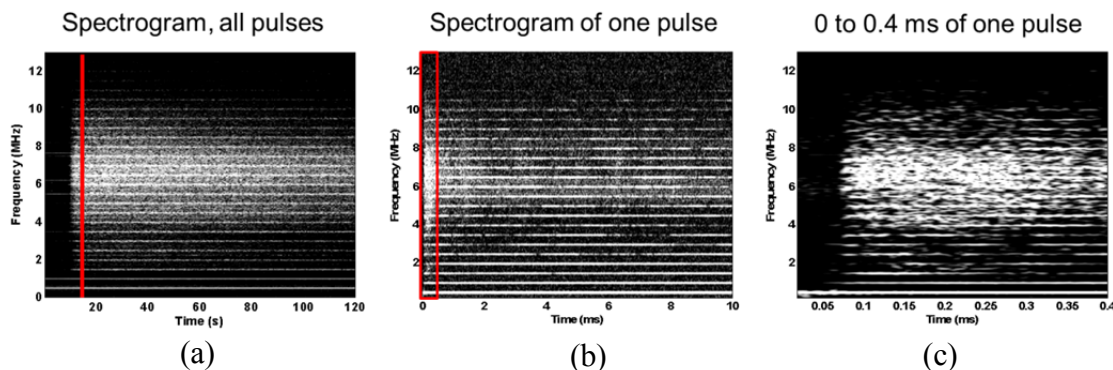 Spectrogram, all pulses
12
10
8
6
4
2
0
Frequency (MHz)
20 40 60 80 100 120
Time (s)
(a)
Spectrogram of one pulse
12
10
8
6
4
2
Frequency (MHz)
0 2 4 6 8 10
Time (ms)
(b)
0 to 0.4 ms of one pulse
12
10
8
6
4
2
Frequency (MHz)
0.05 0.1 0.15 0.2 0.25 0.3 0.35 0.4
Time (ms)
(c)